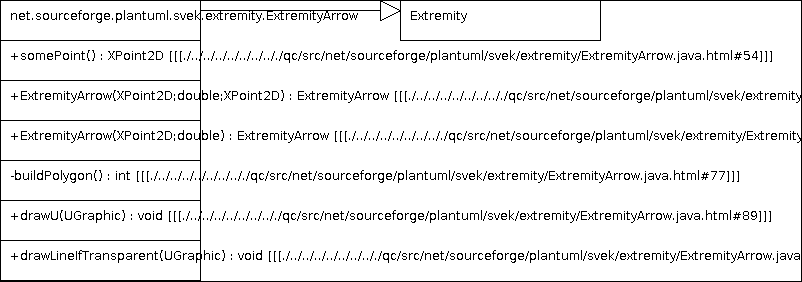 net.sourceforge.plantuml.svek.extremity.ExtremityArrow
Extremity
+somePoint() : XPoint2D [[[./../../../../../../../qc/src/net/sourceforge/plantuml/svek/extremity/ExtremityArrow.java.html#54]]]
+ExtremityArrow(XPoint2D;double;XPoint2D) : ExtremityArrow [[[./../../../../../../../qc/src/net/sourceforge/plantuml/svek/extremity
+ExtremityArrow(XPoint2D;double) : ExtremityArrow [[[./../../../../../../../qc/src/net/sourceforge/plantuml/svek/extremity/Extremity
-buildPolygon() : int [[[./../../../../../../../qc/src/net/sourceforge/plantuml/svek/extremity/ExtremityArrow.java.html#77]]]
+drawU(UGraphic) : void [[[./../../../../../../../qc/src/net/sourceforge/plantuml/svek/extremity/ExtremityArrow.java.html#89]]]
+drawLineIfTransparent(UGraphic) : void [[[./../../../../../../../qc/src/net/sourceforge/plantuml/svek/extremity/ExtremityArrow.java